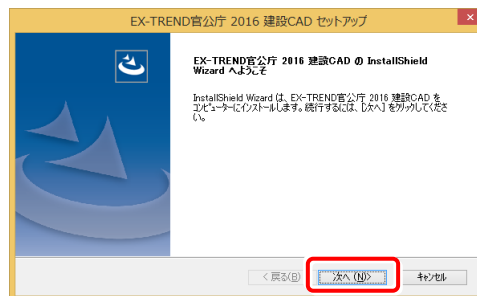 EX-TREND官公庁 2016 建設CAD セットアップ
EX-TREND官公庁 2016 建設CAD の InstallShield
Wizard へようこそ
InstallShield Wizard は、EX-TREND官公庁 2016 建設CAD を
コンピューターにインストールします。続行するには、[次へ] をクリックしてくださ
い。
< 戻る(B)
次へ (N)>
キャンセル